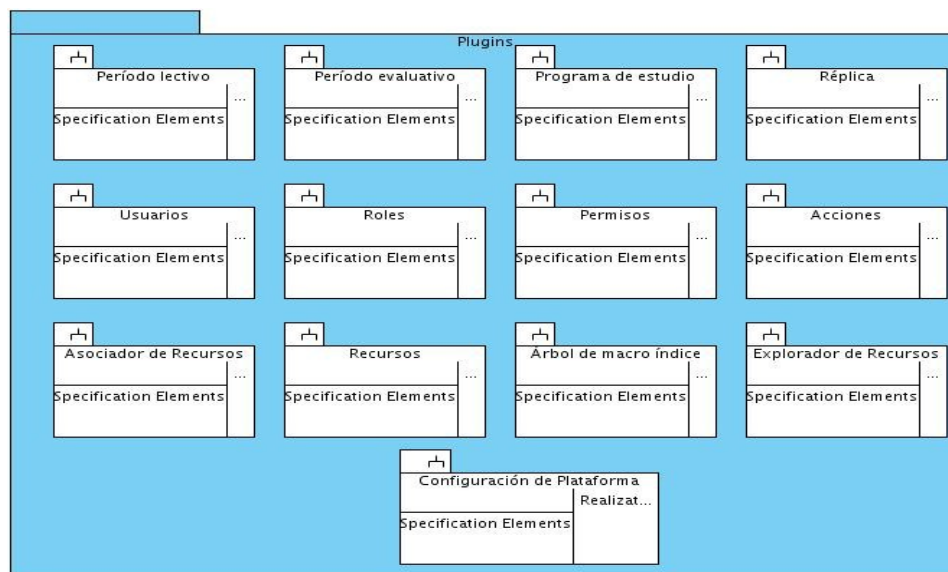 Plugins
Período lectivo Período evaluativo Programa de estudio Réplica
... ... ... ...
Specification Elements Specification Elements Specification Elements Specification Elements
Usuarios Roles Permisos Acciones
... ... ... ...
Specification Elements Specification Elements Specification Elements Specification Elements
Asociador de Recursos Recursos Árbol de macro índice Explorador de Recursos
... ... ... ...
Specification Elements Specification Elements Specification Elements Specification Elements
Configuración de Plataforma
Realizat...
Specification Elements